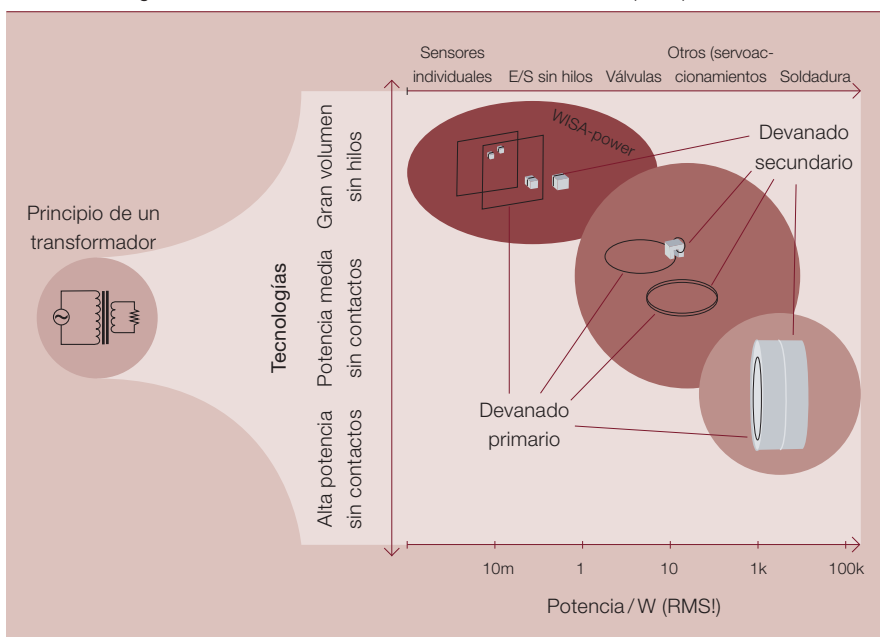 Sensores
individuales
E/S sin hilos
Válvulas
Otros (servoac-
cionamientos
Soldadura
WISA-power
Devanado
secundario
Principio de un
transformador
Tecnologías
Gran volumen
sin hilos
Potencia media
sin contactos
Alta potencia
sin contactos
Devanado
primario
10m
1
10
1k
100k
Potencia/W (RMS!)